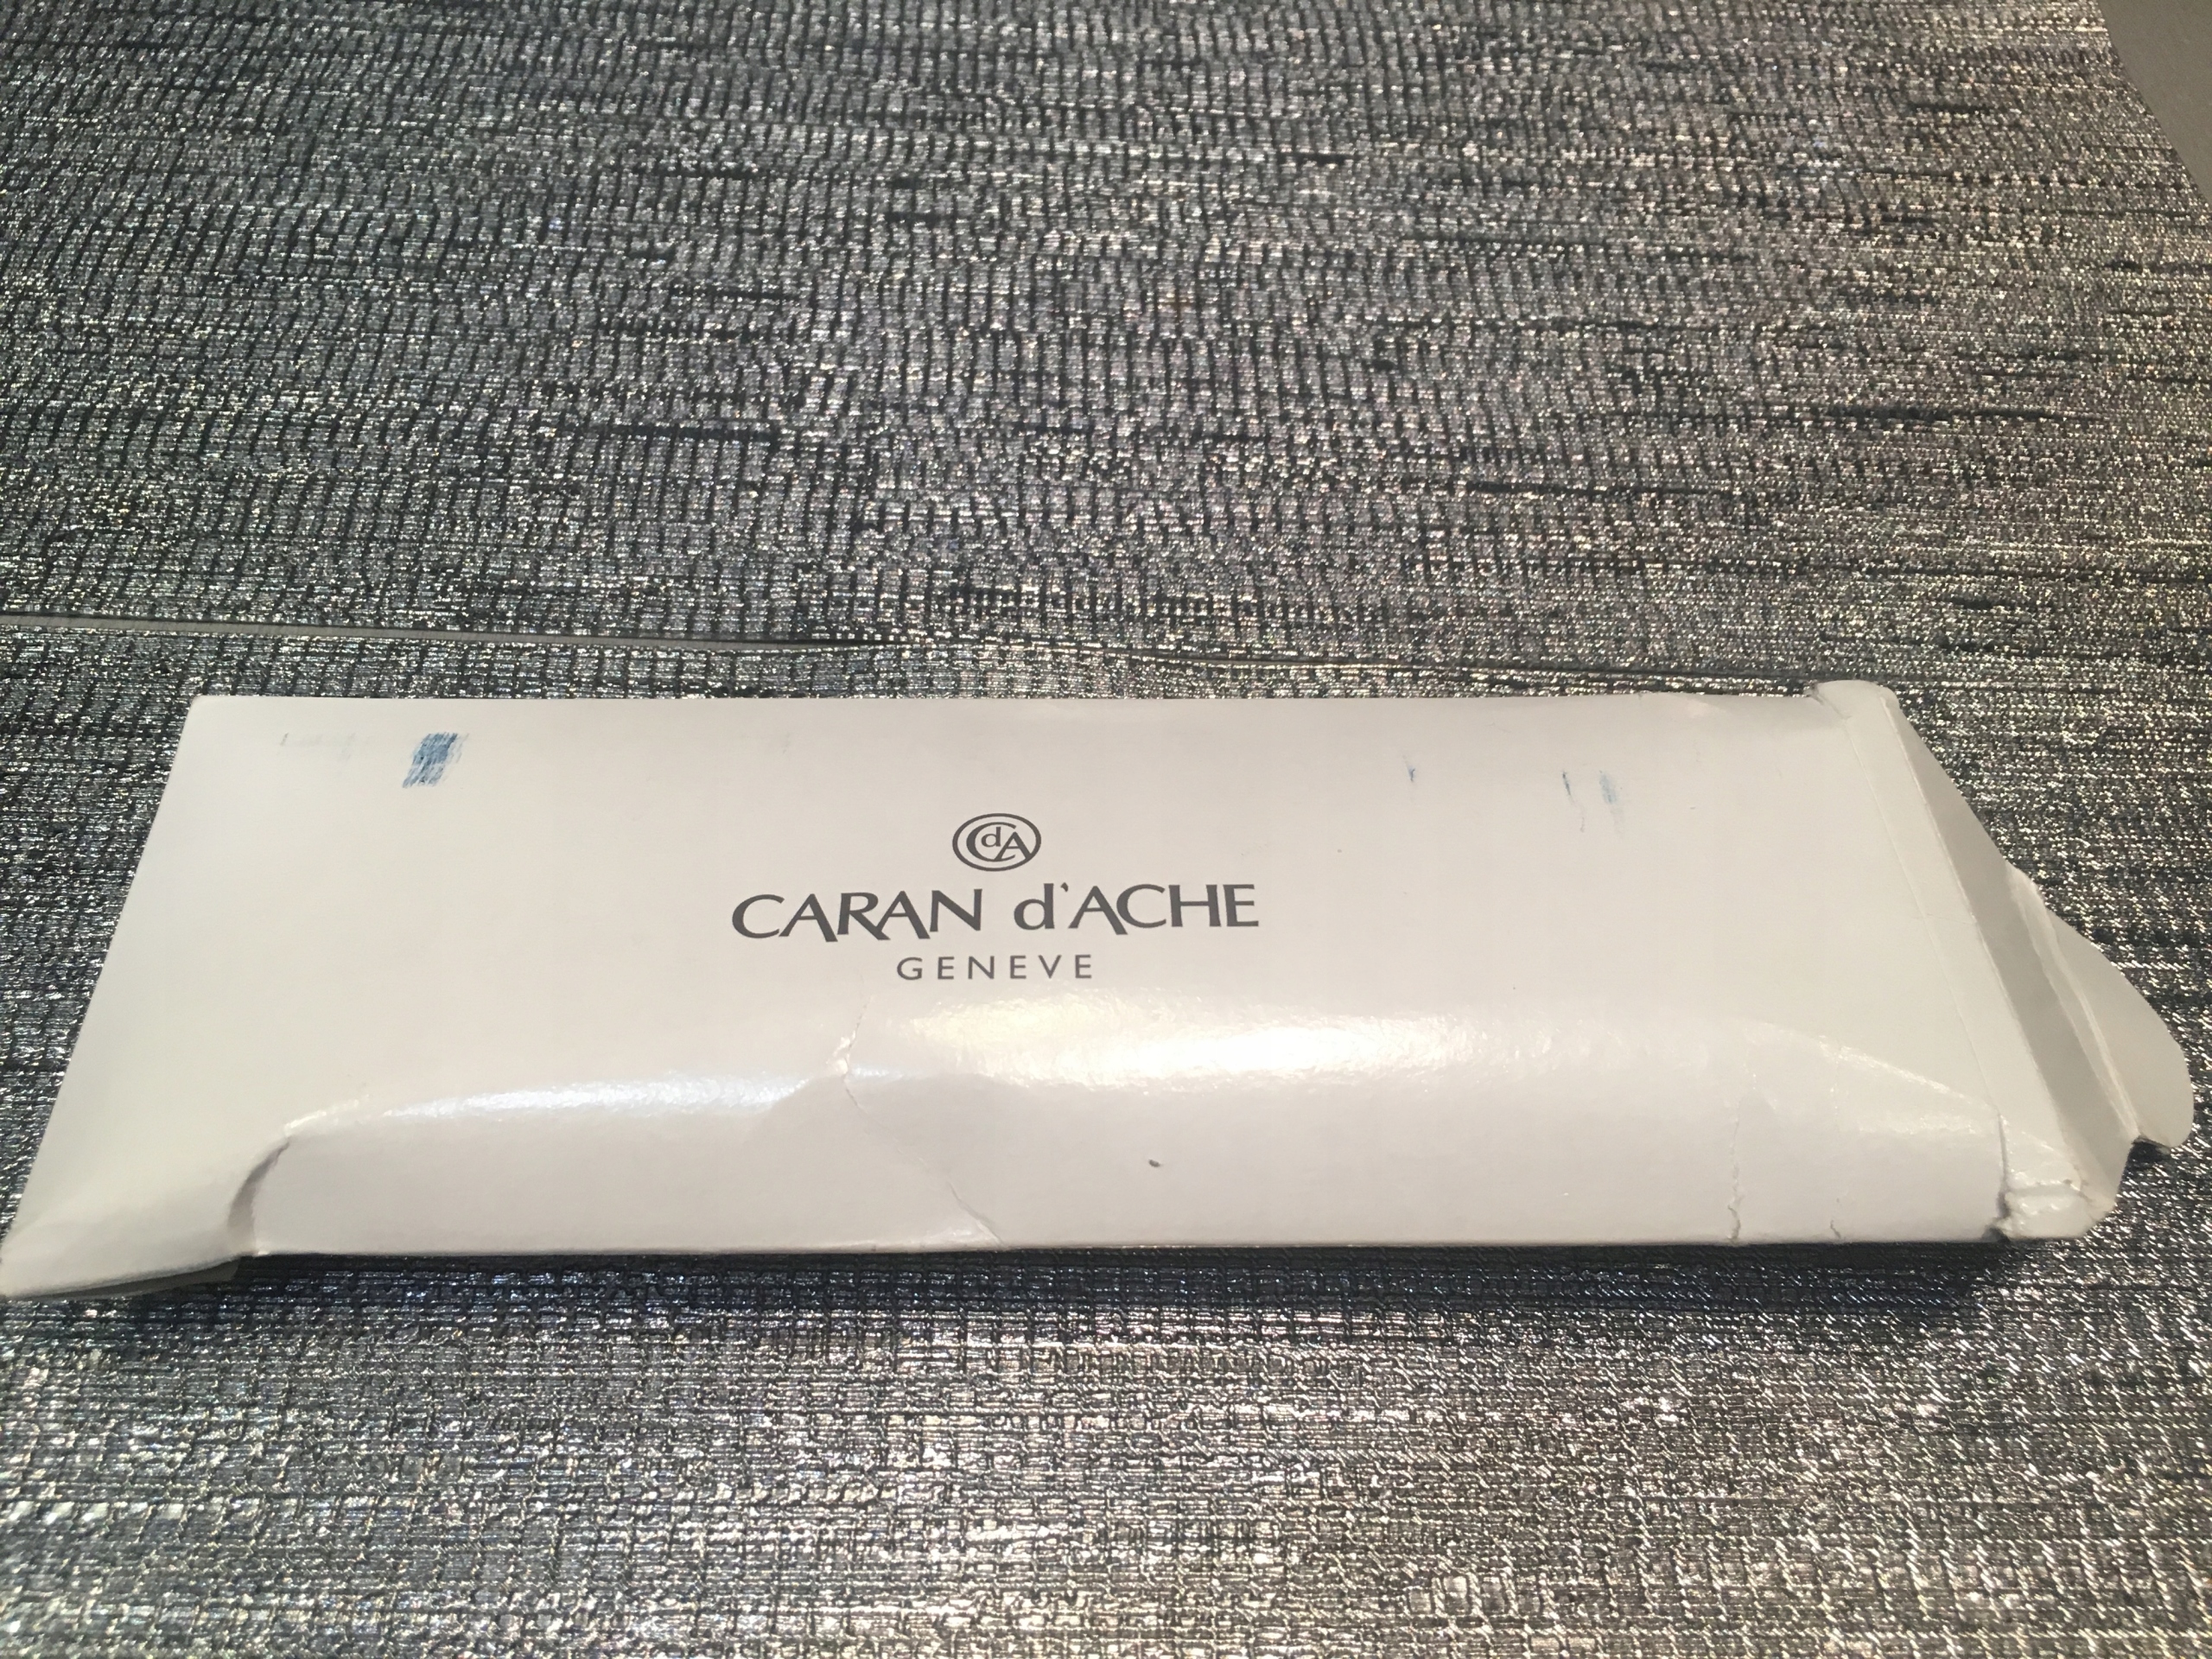 CdA
CARAN d'ACHE
GENEVE